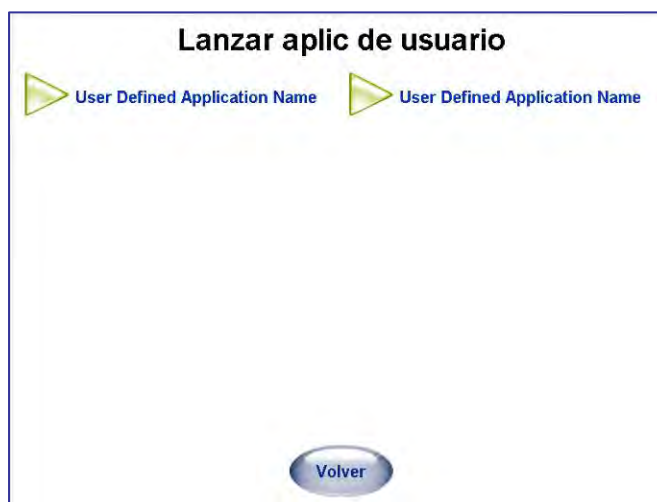 Lanzar aplic de usuario
User Defined Application Name
User Defined Application Name
Volver